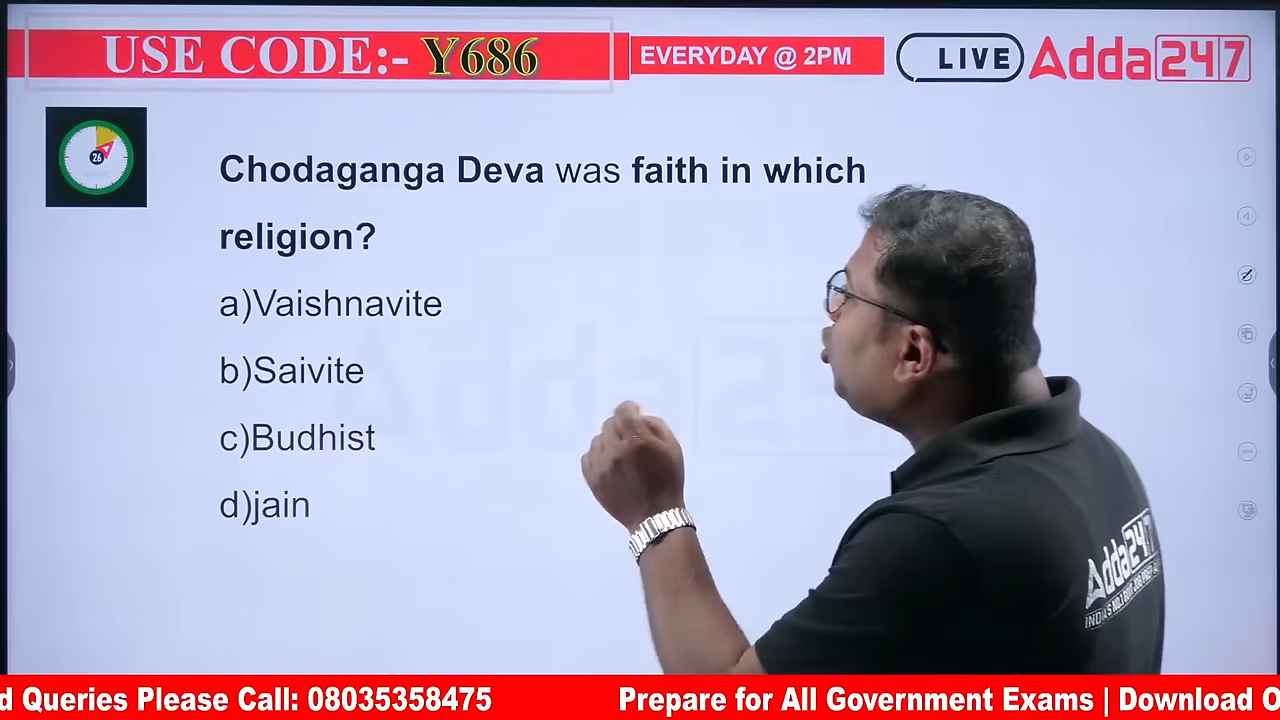 USE CODE:- Y686
EVERYDAY @ 2PM
LIVE
Adda247
26
Chodaganga Deva was faith in which
religion?
a)Vaishnavite
b)Saivite
c)Budhist
d)jain
Adda247
d Queries Please Call: 08035358475
Prepare for All Government Exams | Download O